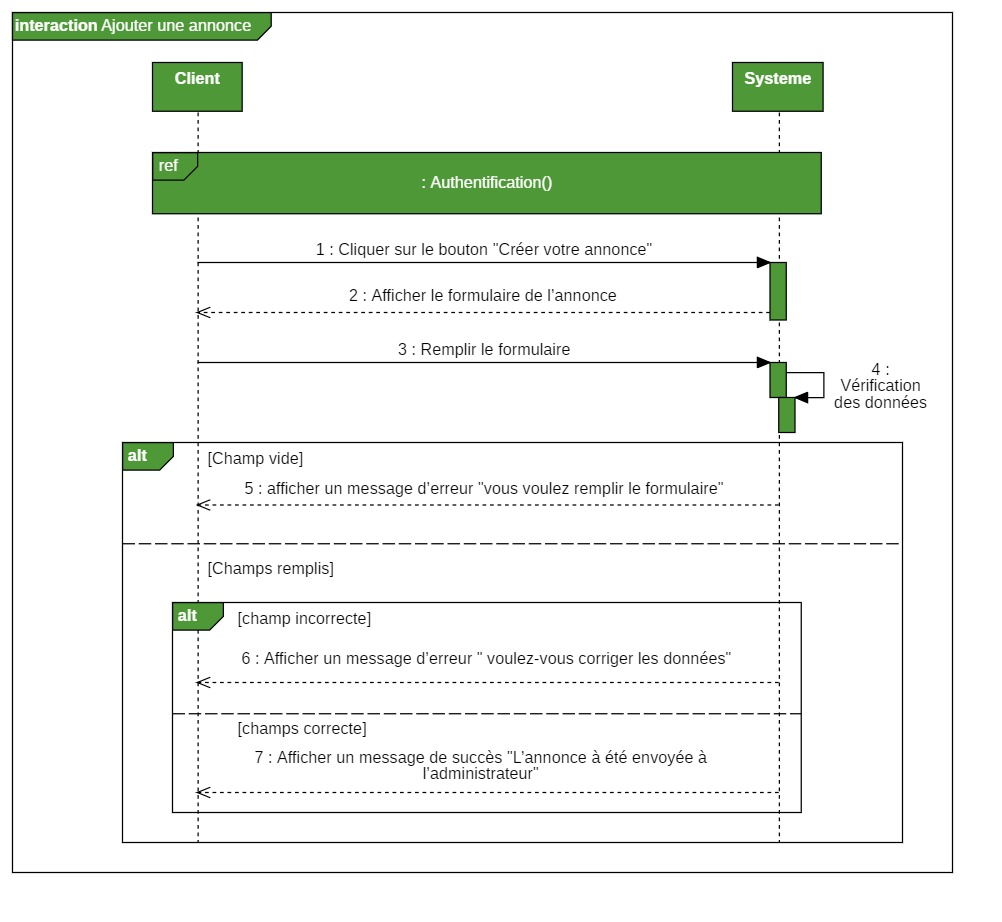 interaction Ajouter une annonce
Client
Systeme
ref
: Authentification()
1 : Cliquer sur le bouton "Créer votre annonce"
2 : Afficher le formulaire de l'annonce
3 : Remplir le formulaire
4 :
Vérification
des données
alt
[Champ vide]
5 : afficher un message d'erreur "vous voulez remplir le formulaire"
[Champs remplis]
alt
[champ incorrecte]
6 : Afficher un message d'erreur " voulez-vous corriger les données"
[champs correcte]
7 : Afficher un message de succès "L'annonce à été envoyée à
l'administrateur"